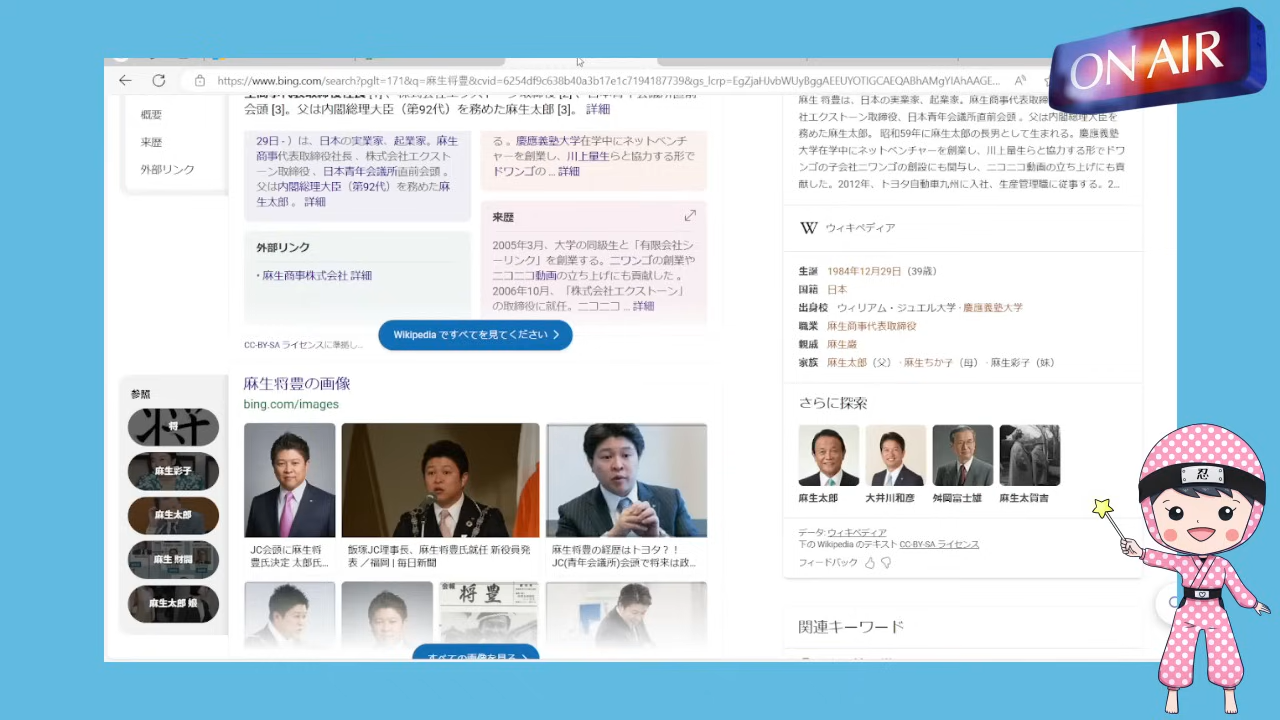 https://www.bing.com/search?pglt=171&q=麻生将豊&cvid=6254df9c638b40a3b17e1c7194187739&gs_lcrp=EgZjaHJvbWUyBggAEEUYOTIGCAEQABhAMgYIAhAAGE...
ON AIR
概要
来歴
外部リンク
会頭 [3]。父は内閣総理大臣（第92代）を務めた麻生太郎 [3]。 詳細
29日 - ）は、日本の実業家、起業家。麻生
商事代表取締役社長 、株式会社エクスト
ーン取締役 、日本青年会議所直前会頭 。
父は内閣総理大臣（第92代）を務めた麻
生太郎 。 詳細
外部リンク
・麻生商事株式会社 詳細
る 。慶應義塾大学在学中にネットベンチ
ャーを創業し、川上量生らと協力する形で
ドワンゴの ... 詳細
来歴
2005年3月、大学の同級生と「有限会社シ
ーリンク」を創業する。ニワンゴの創業や
ニコニコ動画の立ち上げにも貢献した 。
2006年10月、「株式会社エクストーン」
の取締役に就任。ニコニコ ... 詳細
CC-BY-SA ライセンスに準拠し...
Wikipedia ですべてを見てください
参照
将
麻生彩子
麻生太郎
麻生 財閥
麻生太郎 娘
麻生将豊の画像
bing.com/images
JC会頭に麻生将
豊氏決定 太郎氏...
飯塚JC理事長、麻生将豊氏就任 新役員発
表 ／福岡 | 毎日新聞
麻生将豊の経歴はトヨタ？！
JC(青年会議所)会頭で将来は政...
将豊
すべての画像を見る
麻生 将豊は、日本の実業家、起業家。麻生商事代表取締
社長、株式会社エクストーン取締役、日本青年会議所直前会頭 。父は内閣総理大臣（第92代）を
務めた麻生太郎。 昭和59年に麻生太郎の長男として生まれる。慶應義塾
大学在学中にネットベンチャーを創業し、川上量生らと協力する形でドワ
ンゴの子会社ニワンゴの創設にも関与し、ニコニコ動画の立ち上げにも貢
献した。2012年、トヨタ自動車九州に入社、生産管理職に従事する。2...
W ウィキペディア
生誕 1984年12月29日（39歳）
国籍 日本
出身校 ウィリアム・ジュエル大学 · 慶應義塾大学
職業 麻生商事代表取締役
親戚 麻生巌
家族 麻生太郎（父） · 麻生ちか子（母） · 麻生彩子（妹）
さらに探索
麻生太郎
大井川和彦
舛岡富士雄
麻生太賀吉
データ: ウィキペディア
下の Wikipedia のテキスト CC-BY-SA ライセンス
フィードバック
関連キーワード
忍